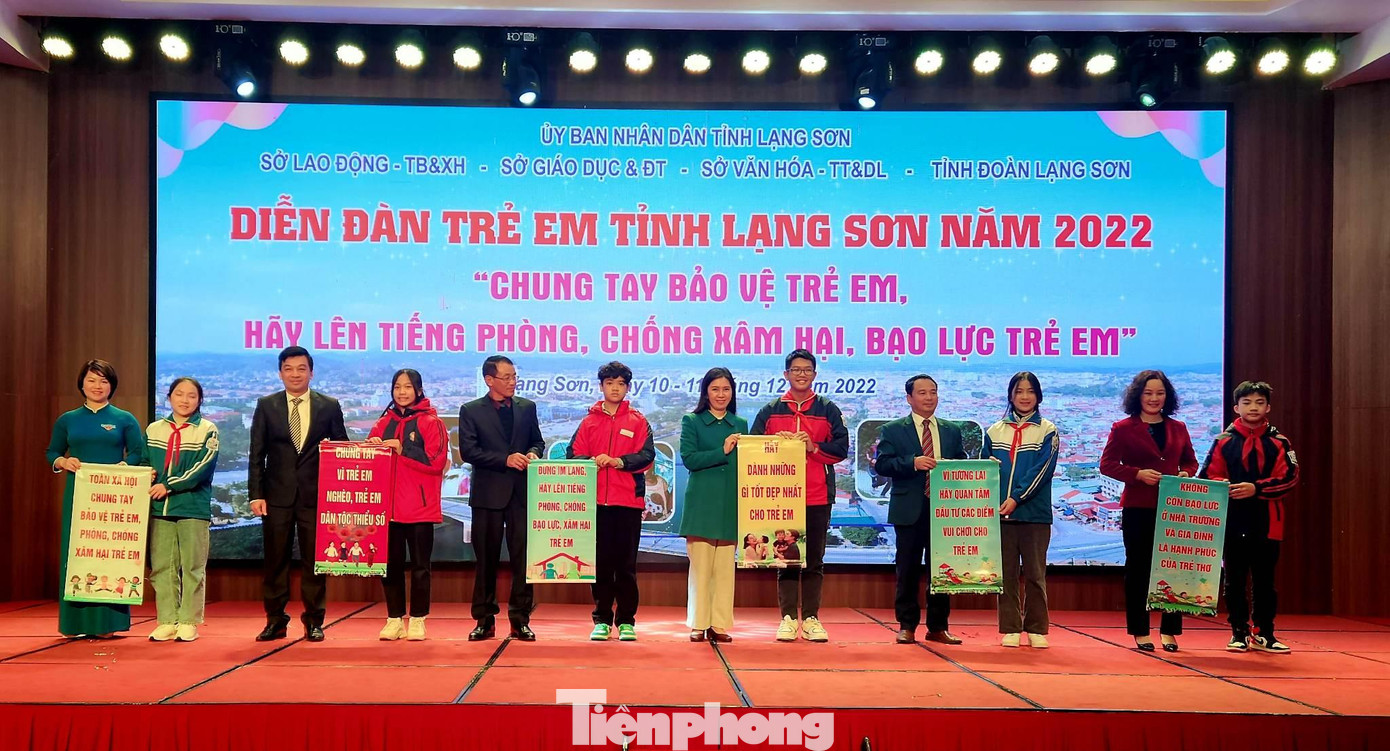 ỦY BAN NHÂN DÂN TỈNH LẠNG SƠN
SỞ LAO ĐỘNG - TB&XH - SỞ GIÁO DỤC & ĐT - SỞ VĂN HÓA - TT&DL - TỈNH ĐOÀN LẠNG SƠN
DIỄN ĐÀN TRẺ EM TỈNH LẠNG SƠN NĂM 2022
“CHUNG TAY BẢO VỆ TRẺ EM,
HÃY LÊN TIẾNG PHÒNG, CHỐNG XÂM HẠI, BẠO LỰC TRẺ EM”
Sơn, 10 - 12 2022
TOÀN XÃ HỘI
CHUNG TAY
BẢO VỆ TRẺ EM,
PHÒNG, CHỐNG
XÂM HẠI TRẺ EM
CHUNG TAY
VÌ TRẺ EM
NGHÈO, TRẺ EM
DÂN TỘC THIỂU SỐ
ĐỪNG IM LẶNG,
HÃY LÊN TIẾNG
PHÒNG, CHỐNG
BẠO LỰC, XÂM HẠI
TRẺ EM
HÃY
DÀNH NHỮNG
GÌ TỐT ĐẸP NHẤT
CHO TRẺ EM
VÌ TƯƠNG LAI
HÃY QUAN TÂM
ĐẦU TƯ CÁC ĐIỂM
VUI CHƠI CHO
TRẺ EM
KHÔNG
CÒN BẠO LỰC
Ở NHÀ TRƯỜNG
VÀ GIA ĐÌNH
LÀ HẠNH PHÚC
CỦA TRẺ THƠ
Tiềnphong